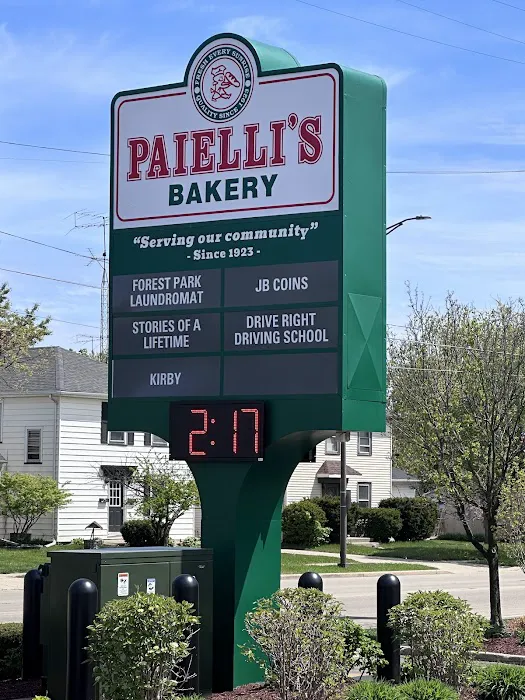 FRESH EVERY SUNRISE
QUALITY SINCE 1923
PAIELLI'S
BAKERY
"Serving our community"
- Since 1923 -
FOREST PARK
LAUNDROMAT
JB COINS
STORIES OF A
LIFETIME
DRIVE RIGHT
DRIVING SCHOOL
KIRBY
2:17